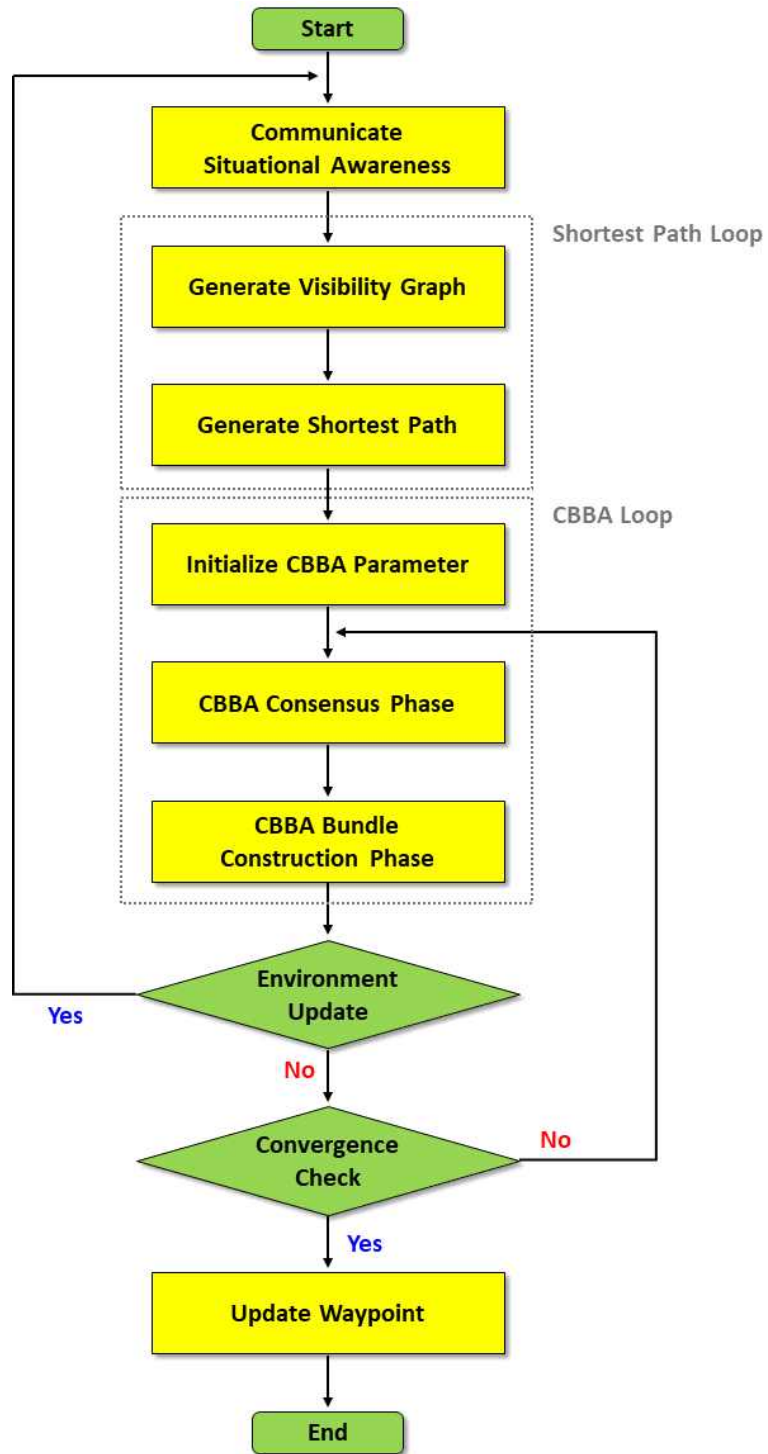 Start
Communicate
Situational Awareness
Shortest Path Loop
Generate Visibility Graph
Generate Shortest Path
CBBA Loop
Initialize CBBA Parameter
CBBA Consensus Phase
CBBA Bundle
Construction Phase
Environment
Update
Yes
No
Convergence
Check
No
Yes
Update Waypoint
End